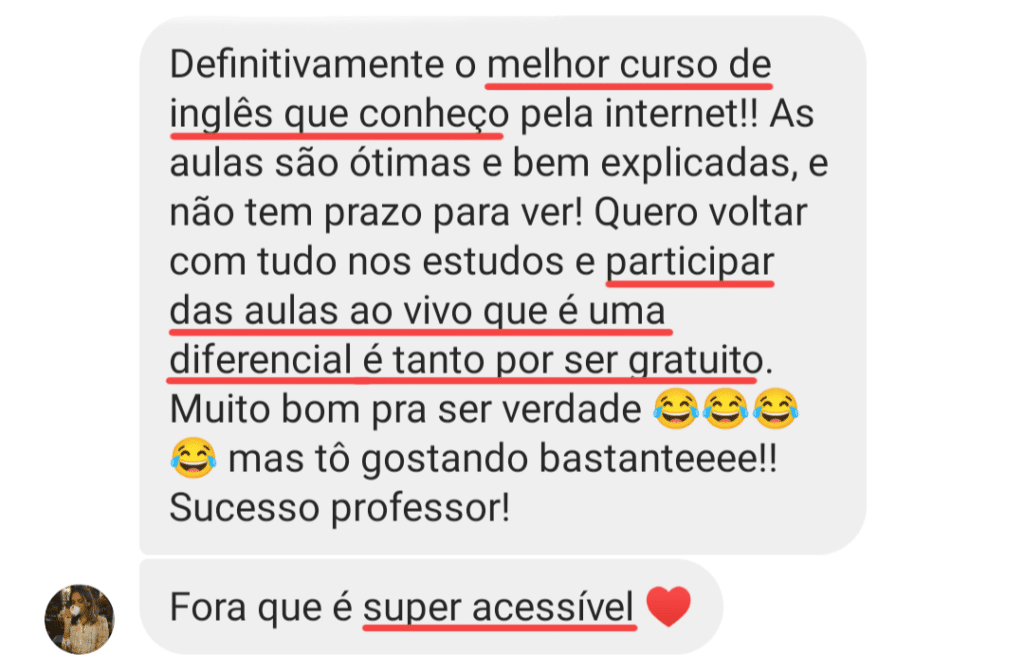 Definitivamente o melhor curso de
inglês que conheço pela internet!! As
aulas são ótimas e bem explicadas, e
não tem prazo para ver! Quero voltar
com tudo nos estudos e participar
das aulas ao vivo que é uma
diferencial é tanto por ser gratuito.
Muito bom pra ser verdade 😂😂😂
😂 mas tô gostando bastanteeee!!
Sucesso professor!
Fora que é super acessível ❤️